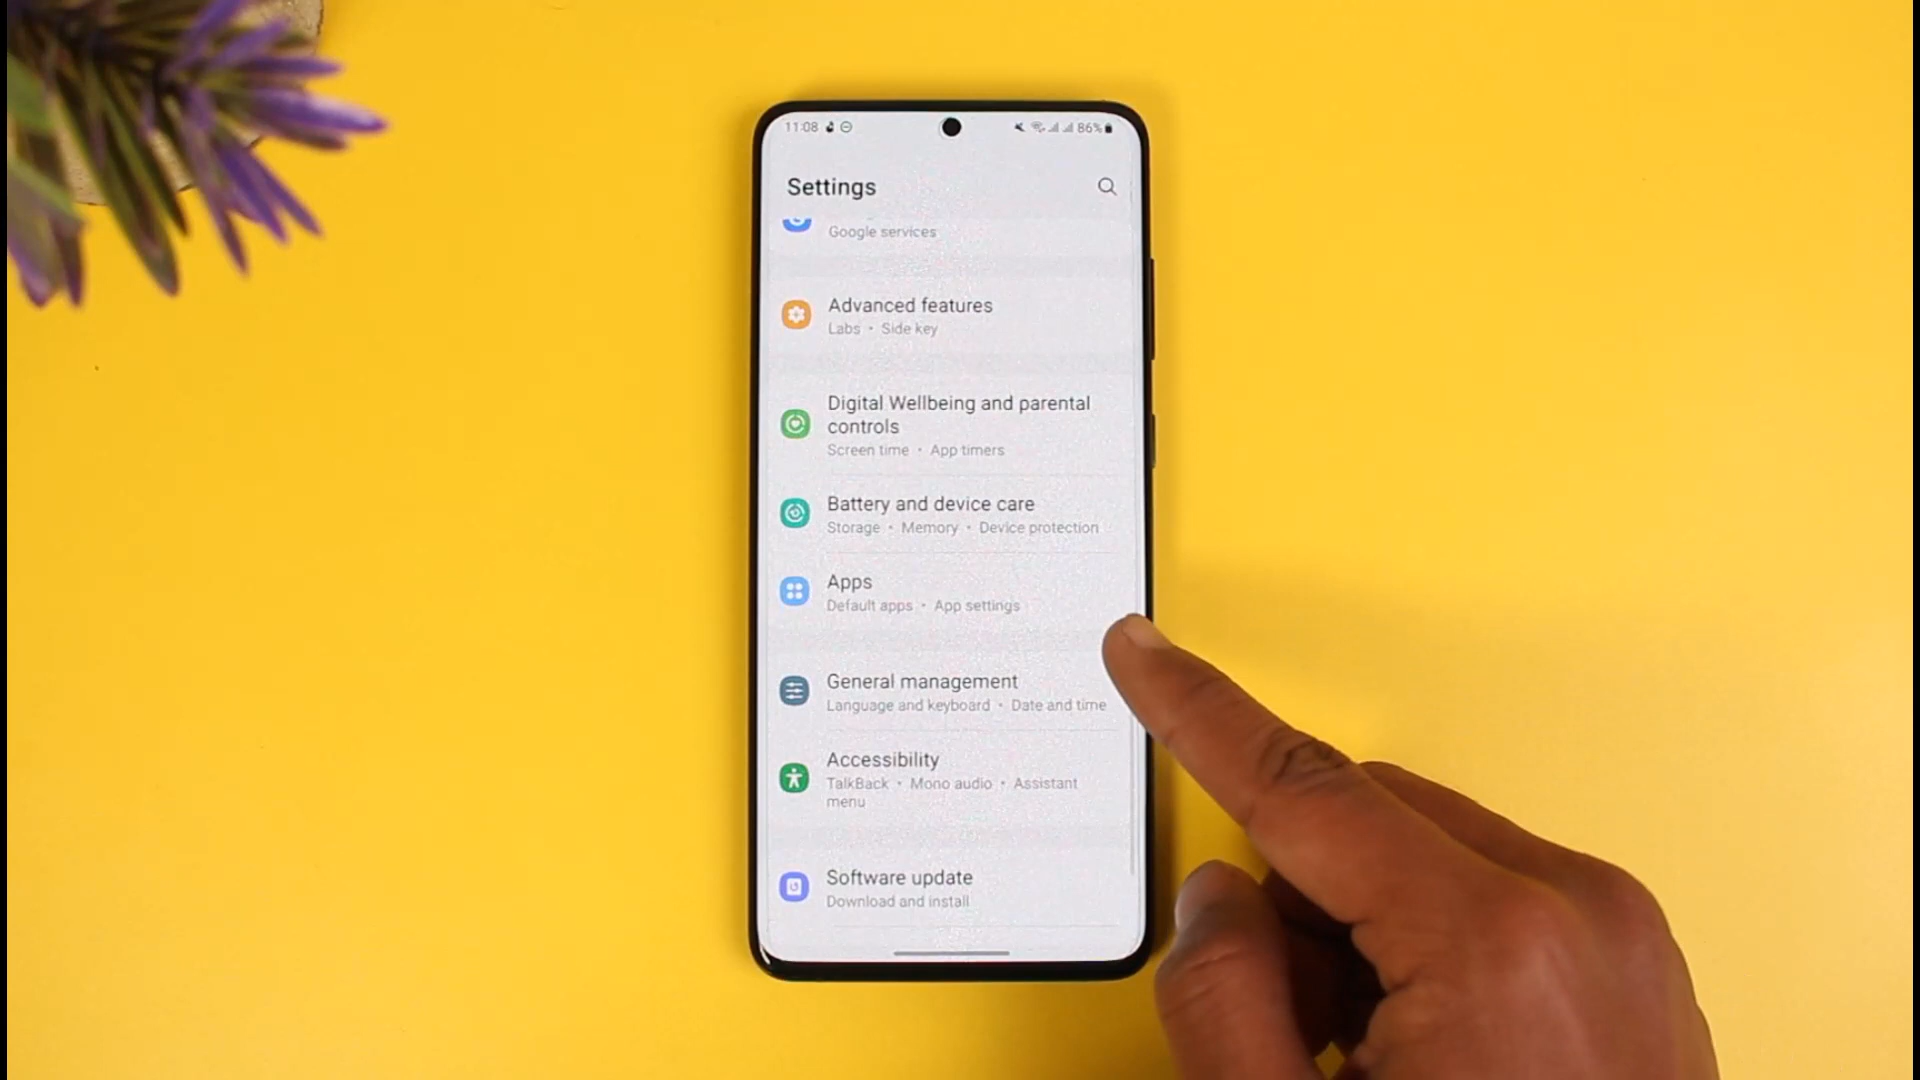 11:08 86%
Settings
Google services
Advanced features
Labs • Side key
Digital Wellbeing and parental
controls
Screen time • App timers
Battery and device care
Storage • Memory • Device protection
Apps
Default apps • App settings
General management
Language and keyboard • Date and time
Accessibility
TalkBack • Mono audio • Assistant
menu
Software update
Download and install